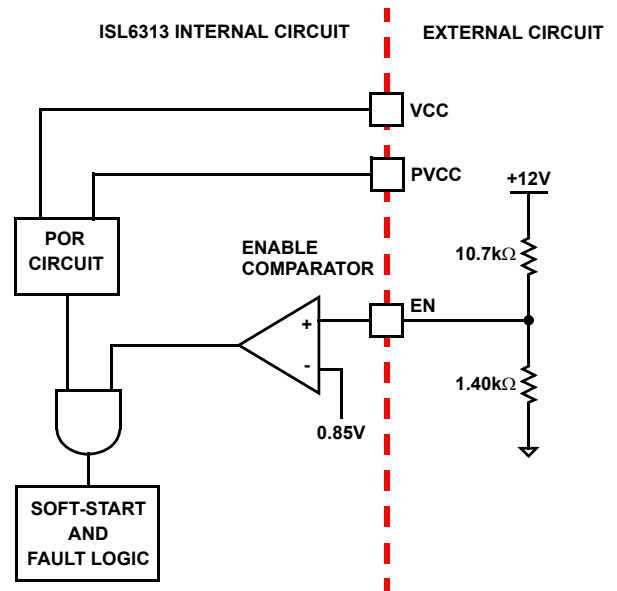 ISL6313 INTERNAL CIRCUIT
EXTERNAL CIRCUIT
VCC
PVCC
+12V
POR
CIRCUIT
ENABLE
COMPARATOR
10.7kΩ
EN
+
-
1.40kΩ
0.85V
SOFT-START
AND
FAULT LOGIC